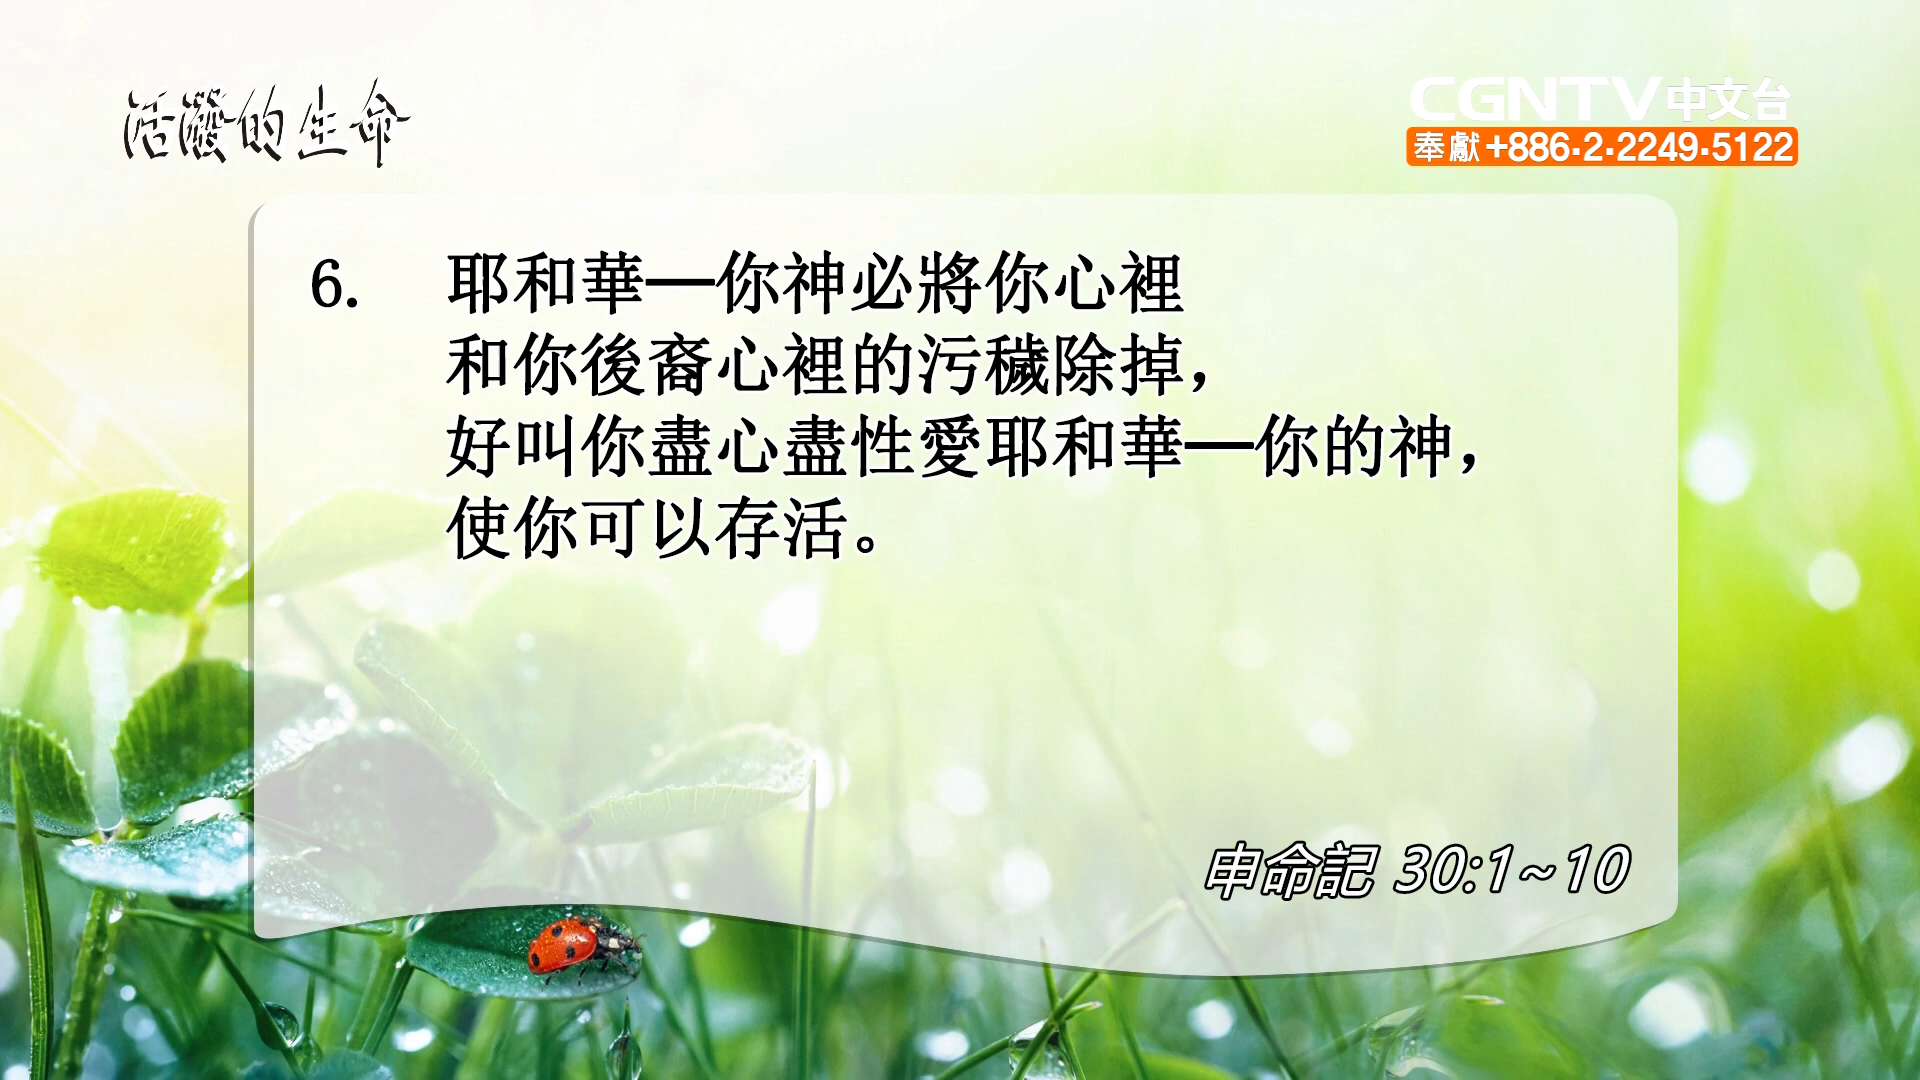 活潑的生命
CGNTV中文台
奉獻 +886·2·2249·5122
6. 耶和華—你神必將你心裡
和你後裔心裡的污穢除掉，
好叫你盡心盡性愛耶和華—你的神，
使你可以存活。
申命記 30:1~10